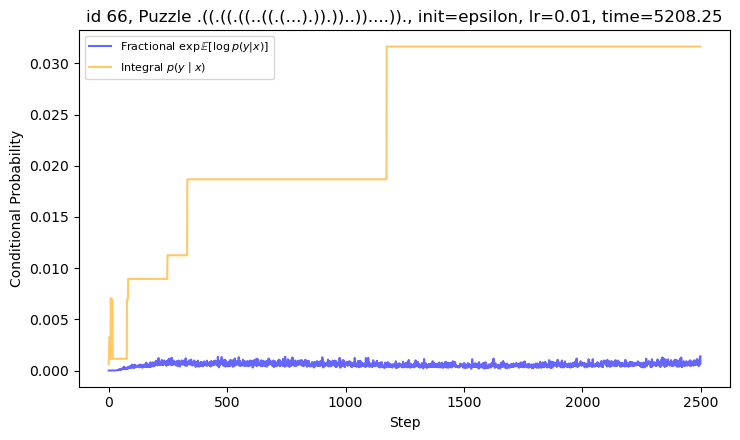 id 66, Puzzle .((.((.((..((.(...).)).))..))....))., init=epsilon, lr=0.01, time=5208.25
Fractional exp𝔼[log p(y|x)]
Integral p(y | x)
Conditional Probability
0.030
0.025
0.020
0.015
0.010
0.005
0.000
0
500
1000
1500
2000
2500
Step